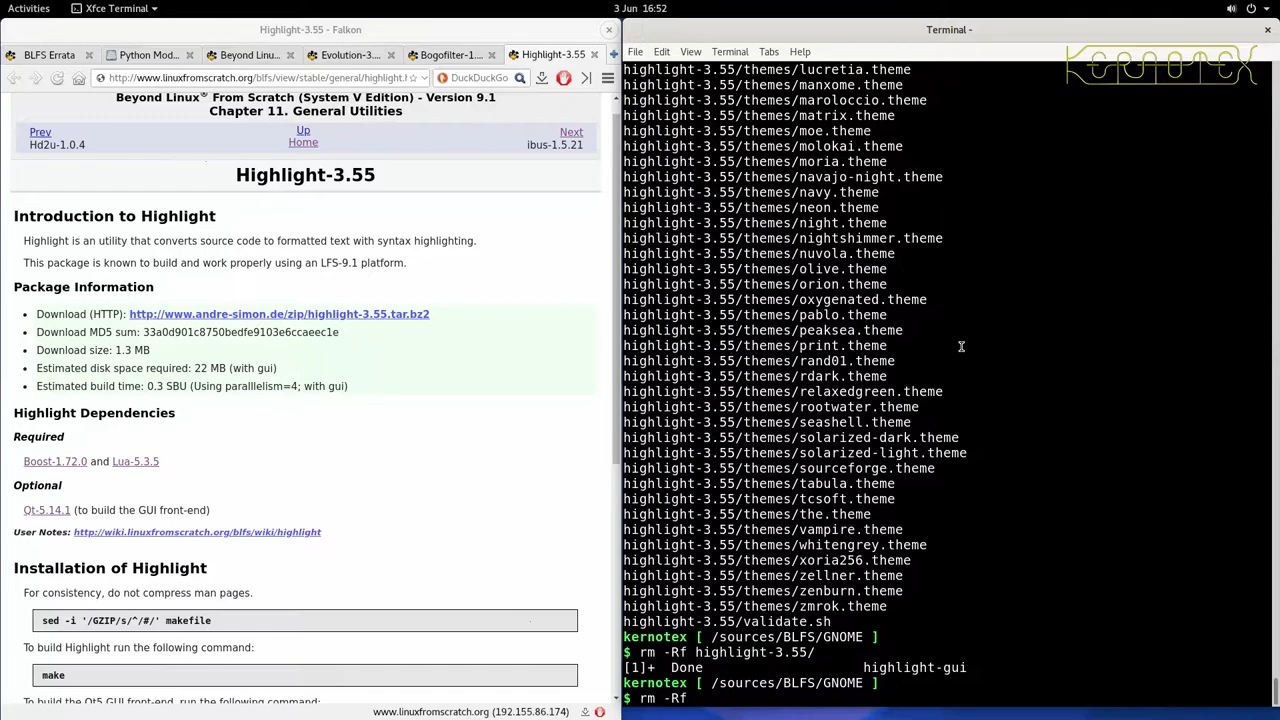 Activities
Xfce Terminal
3 Jun 16:52
Highlight-3.55 - Falkon
BLFS Errata
Python Mod...
Beyond Linu...
Evolution-3....
Bogofilter-1....
Highlight-3.55
http://www.linuxfromscratch.org/blfs/view/stable/general/highlight.l
DuckDuckGo
Beyond Linux® From Scratch (System V Edition) - Version 9.1
Chapter 11. General Utilities
Prev
Up
Next
Hd2u-1.0.4
Home
ibus-1.5.21
Highlight-3.55
Introduction to Highlight
Highlight is an utility that converts source code to formatted text with syntax highlighting.
This package is known to build and work properly using an LFS-9.1 platform.
Package Information
Download (HTTP): http://www.andre-simon.de/zip/highlight-3.55.tar.bz2
Download MD5 sum: 33a0d901c8750bedfe9103e6ccaeec1e
Download size: 1.3 MB
Estimated disk space required: 22 MB (with gui)
Estimated build time: 0.3 SBU (Using paralllelism=4; with gui)
Highlight Dependencies
Required
Boost-1.72.0 and Lua-5.3.5
Optional
Qt-5.14.1 (to build the GUI front-end)
User Notes: http://wiki.linuxfromscratch.org/blfs/wiki/highlight
Installation of Highlight
For consistency, do not compress man pages.
sed -i '/GZIP/s/^/#/' makefile
To build Highlight run the following command:
make
To build the Qt5 GUI front-end, run the following command:
www.linuxfromscratch.org (192.155.86.174)
Terminal -
File Edit View Terminal Tabs Help
KERNOTEX
highlight-3.55/themes/lucretia.theme
highlight-3.55/themes/manxome.theme
highlight-3.55/themes/maroloccio.theme
highlight-3.55/themes/matrix.theme
highlight-3.55/themes/moe.theme
highlight-3.55/themes/molokai.theme
highlight-3.55/themes/moria.theme
highlight-3.55/themes/navajo-night.theme
highlight-3.55/themes/navy.theme
highlight-3.55/themes/neon.theme
highlight-3.55/themes/night.theme
highlight-3.55/themes/nightshimmer.theme
highlight-3.55/themes/nuvola.theme
highlight-3.55/themes/olive.theme
highlight-3.55/themes/orion.theme
highlight-3.55/themes/oxygenated.theme
highlight-3.55/themes/pablo.theme
highlight-3.55/themes/peaksea.theme
highlight-3.55/themes/print.theme
highlight-3.55/themes/rand01.theme
highlight-3.55/themes/rdark.theme
highlight-3.55/themes/relaxedgreen.theme
highlight-3.55/themes/rootwater.theme
highlight-3.55/themes/seashell.theme
highlight-3.55/themes/solarized-dark.theme
highlight-3.55/themes/solarized-light.theme
highlight-3.55/themes/sourceforge.theme
highlight-3.55/themes/tabula.theme
highlight-3.55/themes/tcsoft.theme
highlight-3.55/themes/the.theme
highlight-3.55/themes/vampire.theme
highlight-3.55/themes/whitengrey.theme
highlight-3.55/themes/xoria256.theme
highlight-3.55/themes/zellner.theme
highlight-3.55/themes/zenburn.theme
highlight-3.55/themes/zmrok.theme
highlight-3.55/validate.sh
kernotex [ /sources/BLFS/GNOME ]
$ rm -Rf highlight-3.55/
[1]+ Done highlight-gui
kernotex [ /sources/BLFS/GNOME ]
$ rm -Rf